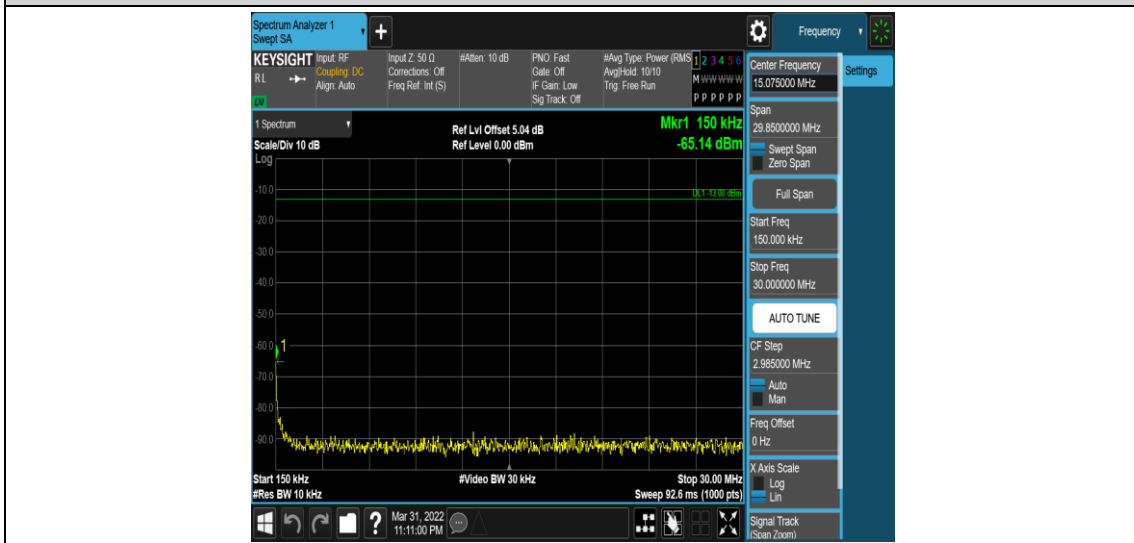 Spectrum Analyzer 1
Swept SA
+
Frequency
KEYSIGHT
RL
LXI
Input: RF
Coupling: DC
Align: Auto
Input Z: 50 Ω
Corrections: Off
Freq Ref: Int (S)
#Atten: 10 dB
PNO: Fast
Gate: Off
IF Gain: Low
Sig Track: Off
#Avg Type: Power (RMS
Avg|Hold: 10/10
Trig: Free Run
1 2 3 4 5 6
M W W W W W
P P P P P P
1 Spectrum
Scale/Div 10 dB
Log
Ref Lvl Offset 5.04 dB
Ref Level 0.00 dBm
Mkr1 150 kHz
-65.14 dBm
DL1 -13.00 dBm
-10.0
-20.0
-30.0
-40.0
-50.0
-60.0
1
-70.0
-80.0
-90.0
Start 150 kHz
#Res BW 10 kHz
#Video BW 30 kHz
Stop 30.00 MHz
Sweep 92.6 ms (1000 pts)
Center Frequency
15.075000 MHz
Settings
Span
29.8500000 MHz
Swept Span
Zero Span
Full Span
Start Freq
150.000 kHz
Stop Freq
30.000000 MHz
AUTO TUNE
CF Step
2.985000 MHz
Auto
Man
Freq Offset
0 Hz
X Axis Scale
Log
Lin
Signal Track
(Span Zoom)
?
Mar 31, 2022
11:11:00 PM